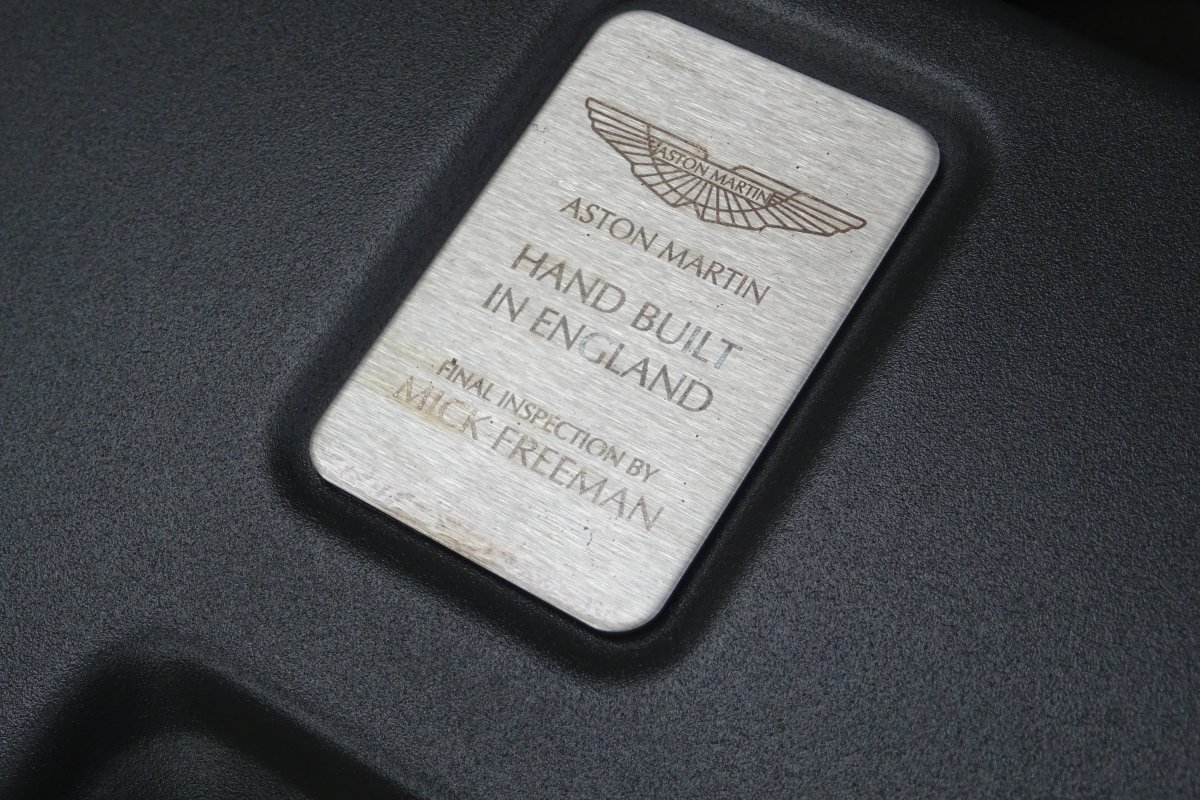 ASTON MARTIN
ASTON MARTIN
HAND BUILT
IN ENGLAND
FINAL INSPECTION BY
MICK FREEMAN